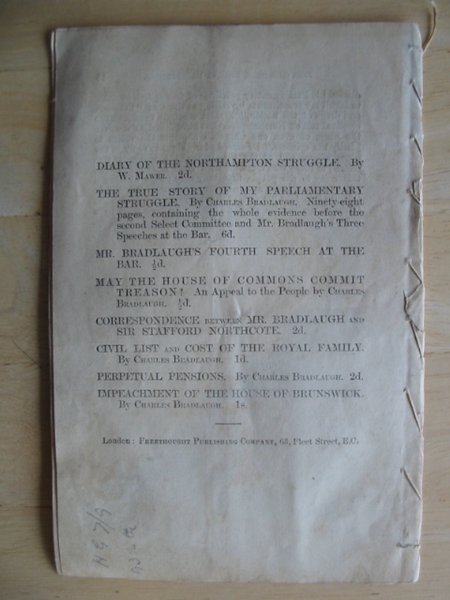 DIARY OF THE NORTHAMPTON STRUGGLE. By
W. MAWER. 2d.
THE TRUE STORY OF MY PARLIAMENTARY
STRUGGLE. By CHARLES BRADLAUGH. Ninety-eight
pages, containing the whole evidence before the
second Select Committee and Mr. Bradlaugh's Three
Speeches at the Bar. 6d.
MR. BRADLAUGH'S FOURTH SPEECH AT THE
BAR. ½d.
MAY THE HOUSE OF COMMONS COMMIT
TREASON? An Appeal to the People by CHARLES
BRADLAUGH. ½d.
CORRESPONDENCE BETWEEN MR. BRADLAUGH AND
SIR STAFFORD NORTHCOTE. 2d.
CIVIL LIST AND COST OF THE ROYAL FAMILY.
By CHARLES BRADLAUGH. 1d.
PERPETUAL PENSIONS. By CHARLES BRADLAUGH. 2d.
IMPEACHMENT OF THE HOUSE OF BRUNSWICK.
By CHARLES BRADLAUGH. 1s.
London: FREETHOUGHT PUBLISHING COMPANY, 63, Fleet Street, E.C.